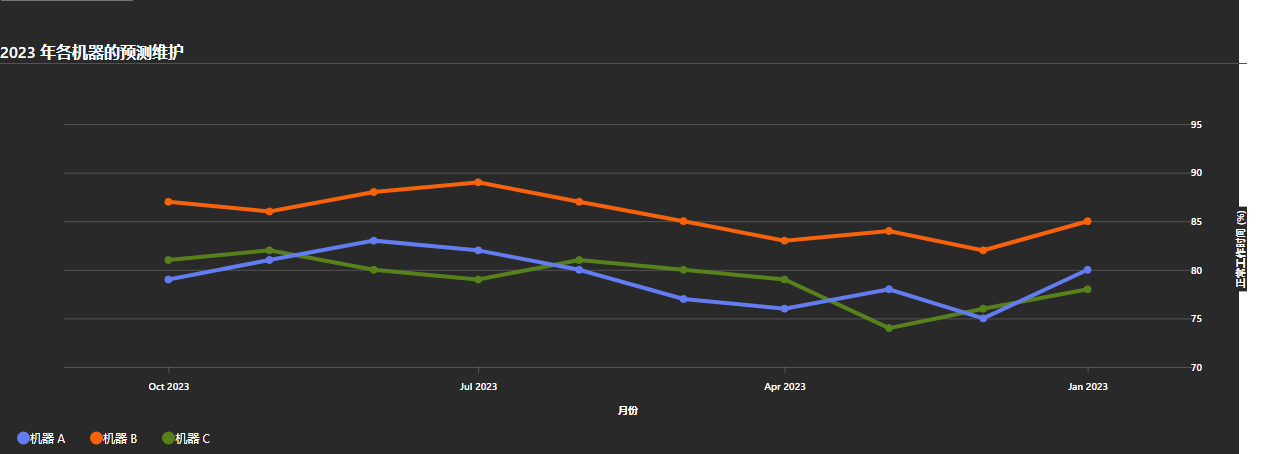 2023 年各机器的预测维护
95
90
85
80
75
70
正常工作时间 (%)
Oct 2023
Jul 2023
Apr 2023
Jan 2023
月份
机器 A
机器 B
机器 C